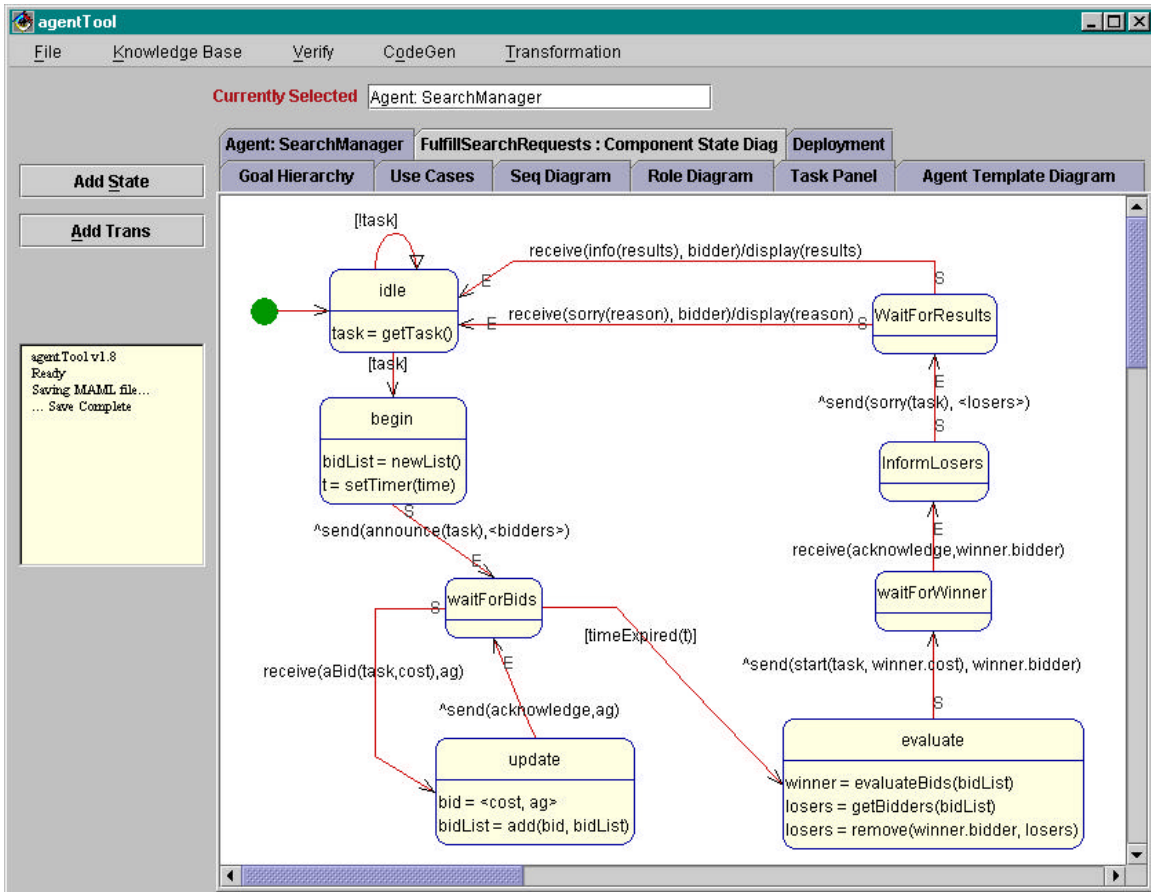 agentTool
File Knowledge Base Verify CodeGen Transformation
Currently Selected Agent: SearchManager
Agent: SearchManager FulfillSearchRequests : Component State Diag Deployment
Goal Hierarchy Use Cases Seq Diagram Role Diagram Task Panel Agent Template Diagram
Add State
Add Trans
agentTool v1.8
Ready
Saving MAML file...
... Save Complete
[!task]
receive(info(results), bidder)/display(results)
E
S
idle
task = getTask()
receive(sorry(reason), bidder)/display(reason)
E
S
WaitForResults
[task]
E
^send(sorry(task), <losers>)
S
begin
bidList = newList()
t = setTimer(time)
InformLosers
S
^send(announce(task),<bidders>)
E
E
receive(acknowledge,winner.bidder)
waitForBids
S
waitForWinner
[timeExpired(t)]
receive(aBid(task,cost),ag)
E
^send(start(task, winner.cost), winner.bidder)
S
^send(acknowledge,ag)
update
bid = <cost, ag>
bidList = add(bid, bidList)
evaluate
winner = evaluateBids(bidList)
losers = getBidders(bidList)
losers = remove(winner.bidder, losers)